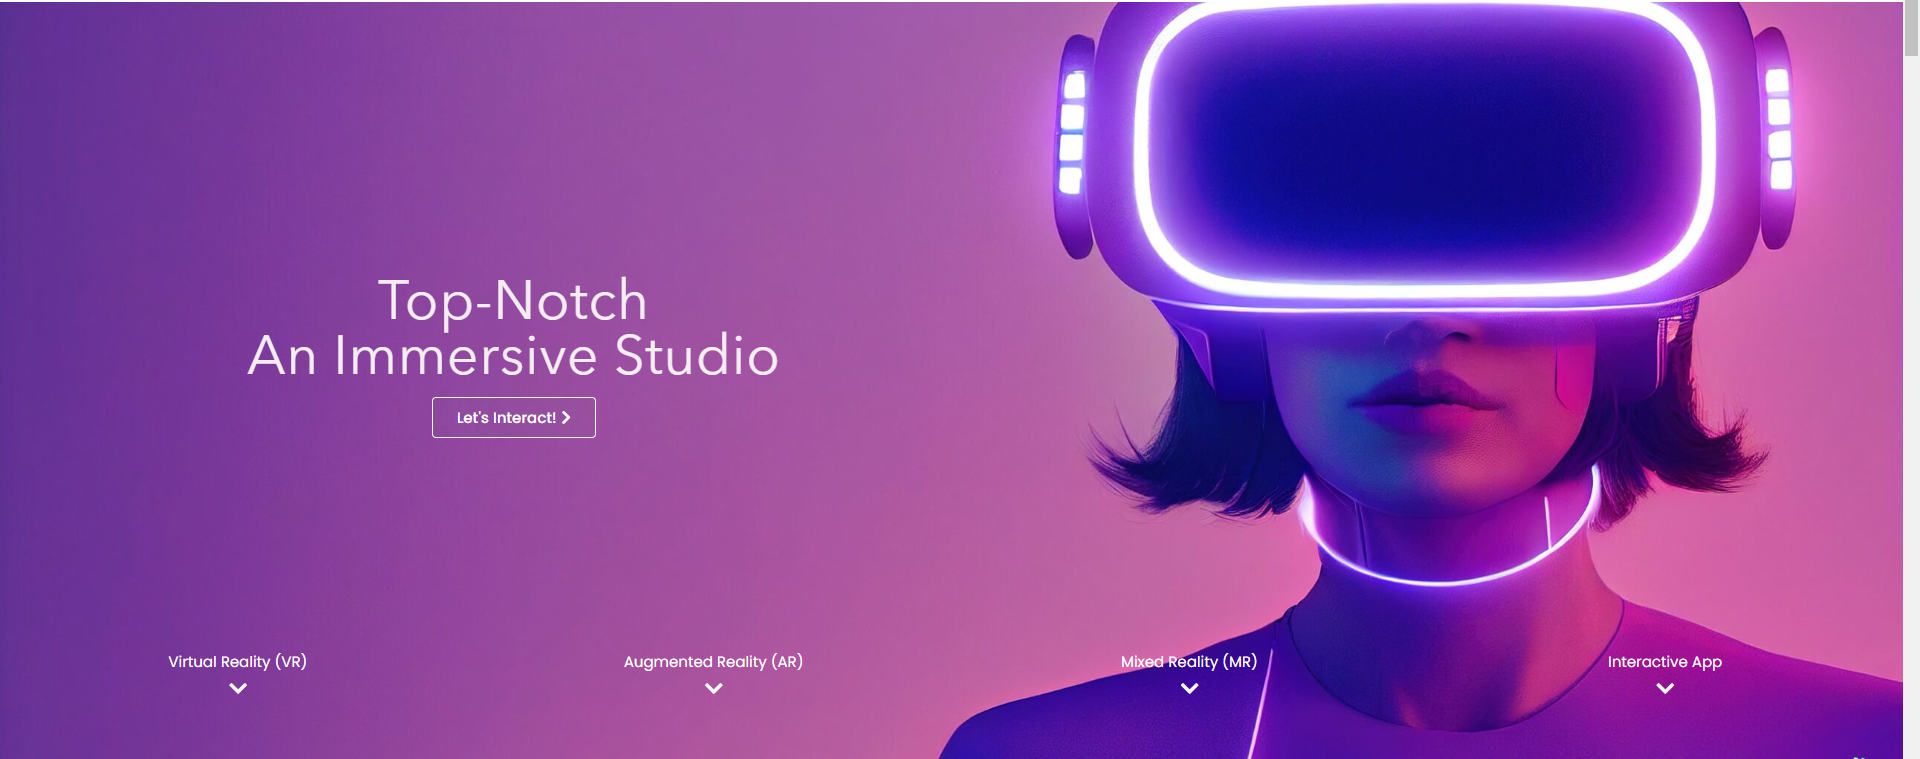 Top-Notch
An Immersive Studio
Let's Interact!
Virtual Reality (VR)
Augmented Reality (AR)
Mixed Reality (MR)
Interactive App